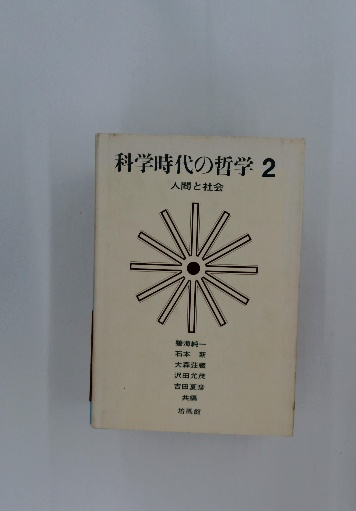 科学時代の哲学 2
人間と社会
碧海純一
石本 新
大森荘蔵
沢田允茂
吉田夏彦
共編
培風館